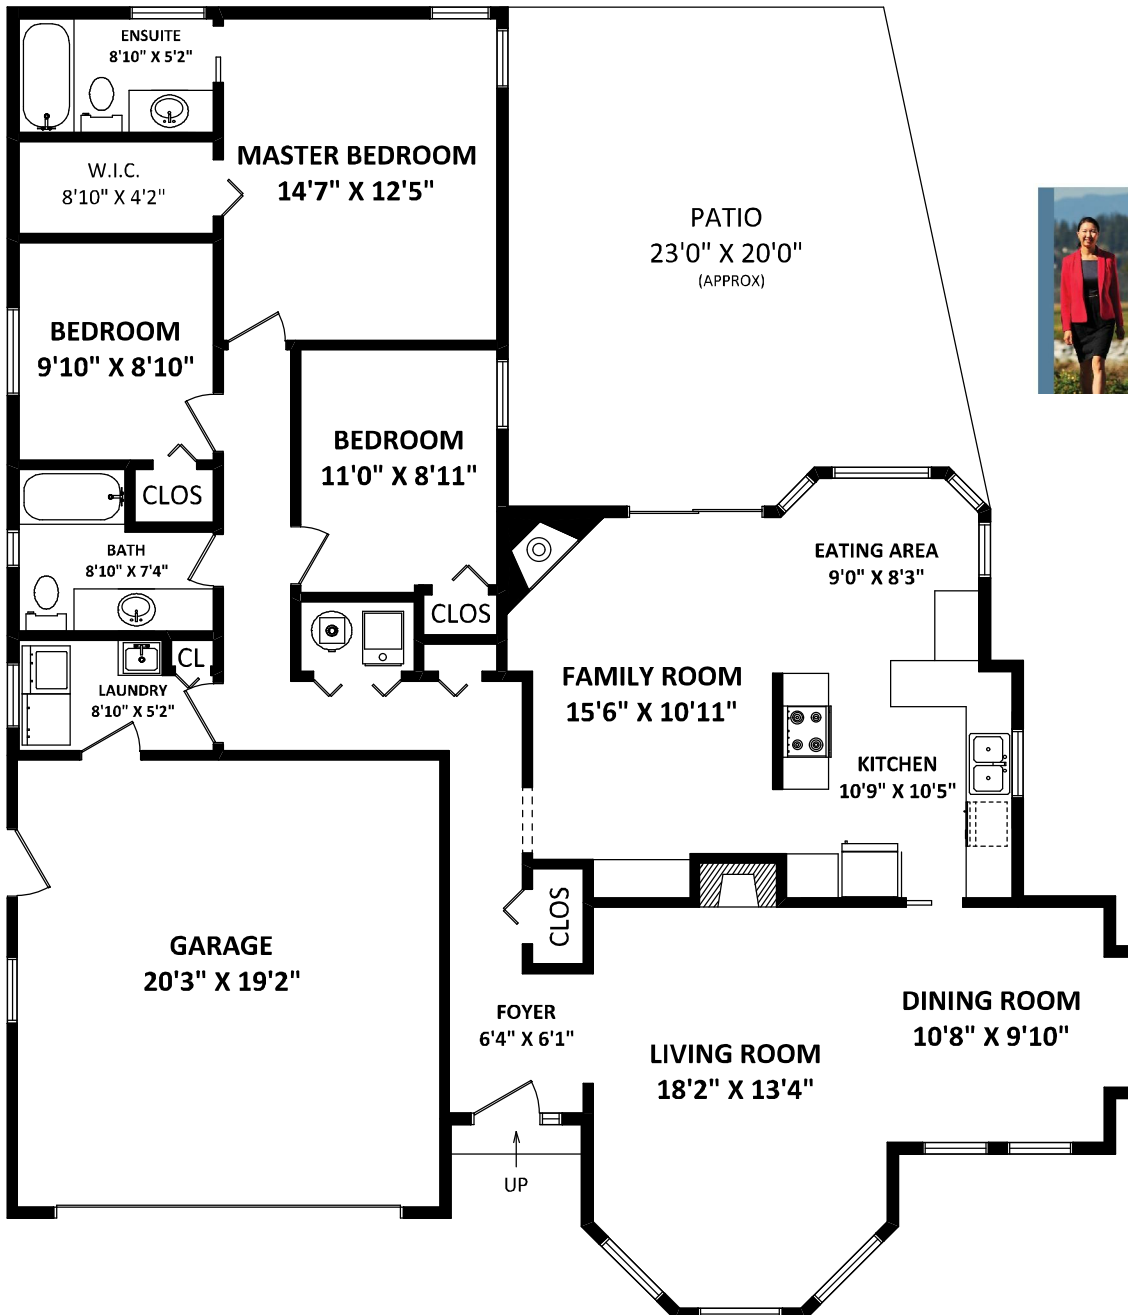 ENSUITE
8'10" X 5'2"
MASTER BEDROOM
14'7" X 12'5"
W.I.C.
8'10" X 4'2"
PATIO
23'0" X 20'0"
(APPROX)
BEDROOM
9'10" X 8'10"
BEDROOM
11'0" X 8'11"
CLOS
BATH
8'10" X 7'4"
EATING AREA
9'0" X 8'3"
CLOS
CL
LAUNDRY
8'10" X 5'2"
FAMILY ROOM
15'6" X 10'11"
KITCHEN
10'9" X 10'5"
CLOS
GARAGE
20'3" X 19'2"
FOYER
6'4" X 6'1"
LIVING ROOM
18'2" X 13'4"
DINING ROOM
10'8" X 9'10"
UP